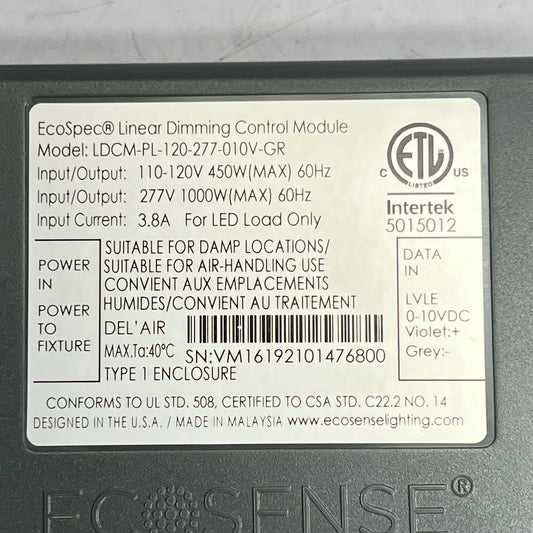 EcoSpec® Linear Dimming Control Module
Model: LDCM-PL-120-277-010V-GR
Input/Output: 110-120V 450W(MAX) 60Hz
Input/Output: 277V 1000W(MAX) 60Hz
Input Current: 3.8A For LED Load Only
ETL
C US
LISTED
Intertek
5015012
POWER
IN
POWER
TO
FIXTURE
SUITABLE FOR DAMP LOCATIONS/
SUITABLE FOR AIR-HANDLING USE
CONVIENT AUX EMPLACEMENTS
HUMIDES/CONVIENT AU TRAITEMENT
DEL'AIR
MAX.Ta:40°C
SN:VM16192101476800
TYPE 1 ENCLOSURE
DATA
IN
LVLE
0-10VDC
Violet:+
Grey:-
CONFORMS TO UL STD. 508, CERTIFIED TO CSA STD. C22.2 NO. 14
DESIGNED IN THE U.S.A. / MADE IN MALAYSIA www.ecosenselighting.com
ECOSENSE®